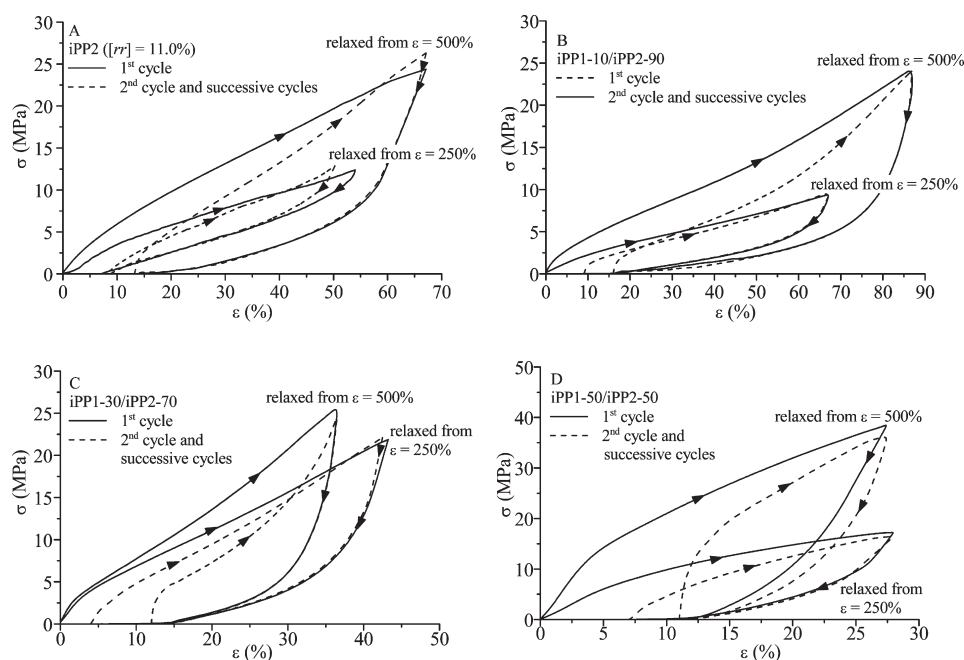 A
iPP2 ([rr] = 11.0%)
1st cycle
2nd cycle and successive cycles
relaxed from ε = 500%
relaxed from ε = 250%
σ (MPa)
30
25
20
15
10
5
0
0 10 20 30 40 50 60 70
ε (%)
B
iPP1-10/iPP2-90
1st cycle
2nd cycle and successive cycles
relaxed from ε = 500%
relaxed from ε = 250%
σ (MPa)
40
35
30
25
20
15
10
5
0
0 10 20 30 40 50 60 70 80 90
ε (%)
C
iPP1-30/iPP2-70
1st cycle
2nd cycle and
successive cycles
relaxed from ε = 500%
relaxed from
ε = 250%
σ (MPa)
30
25
20
15
10
5
0
0 10 20 30 40 50
ε (%)
D
iPP1-50/iPP2-50
1st cycle
2nd cycle and
successive cycles
relaxed from ε = 500%
relaxed from
ε = 250%
σ (MPa)
50
40
30
20
10
0
0 5 10 15 20 25 30
ε (%)